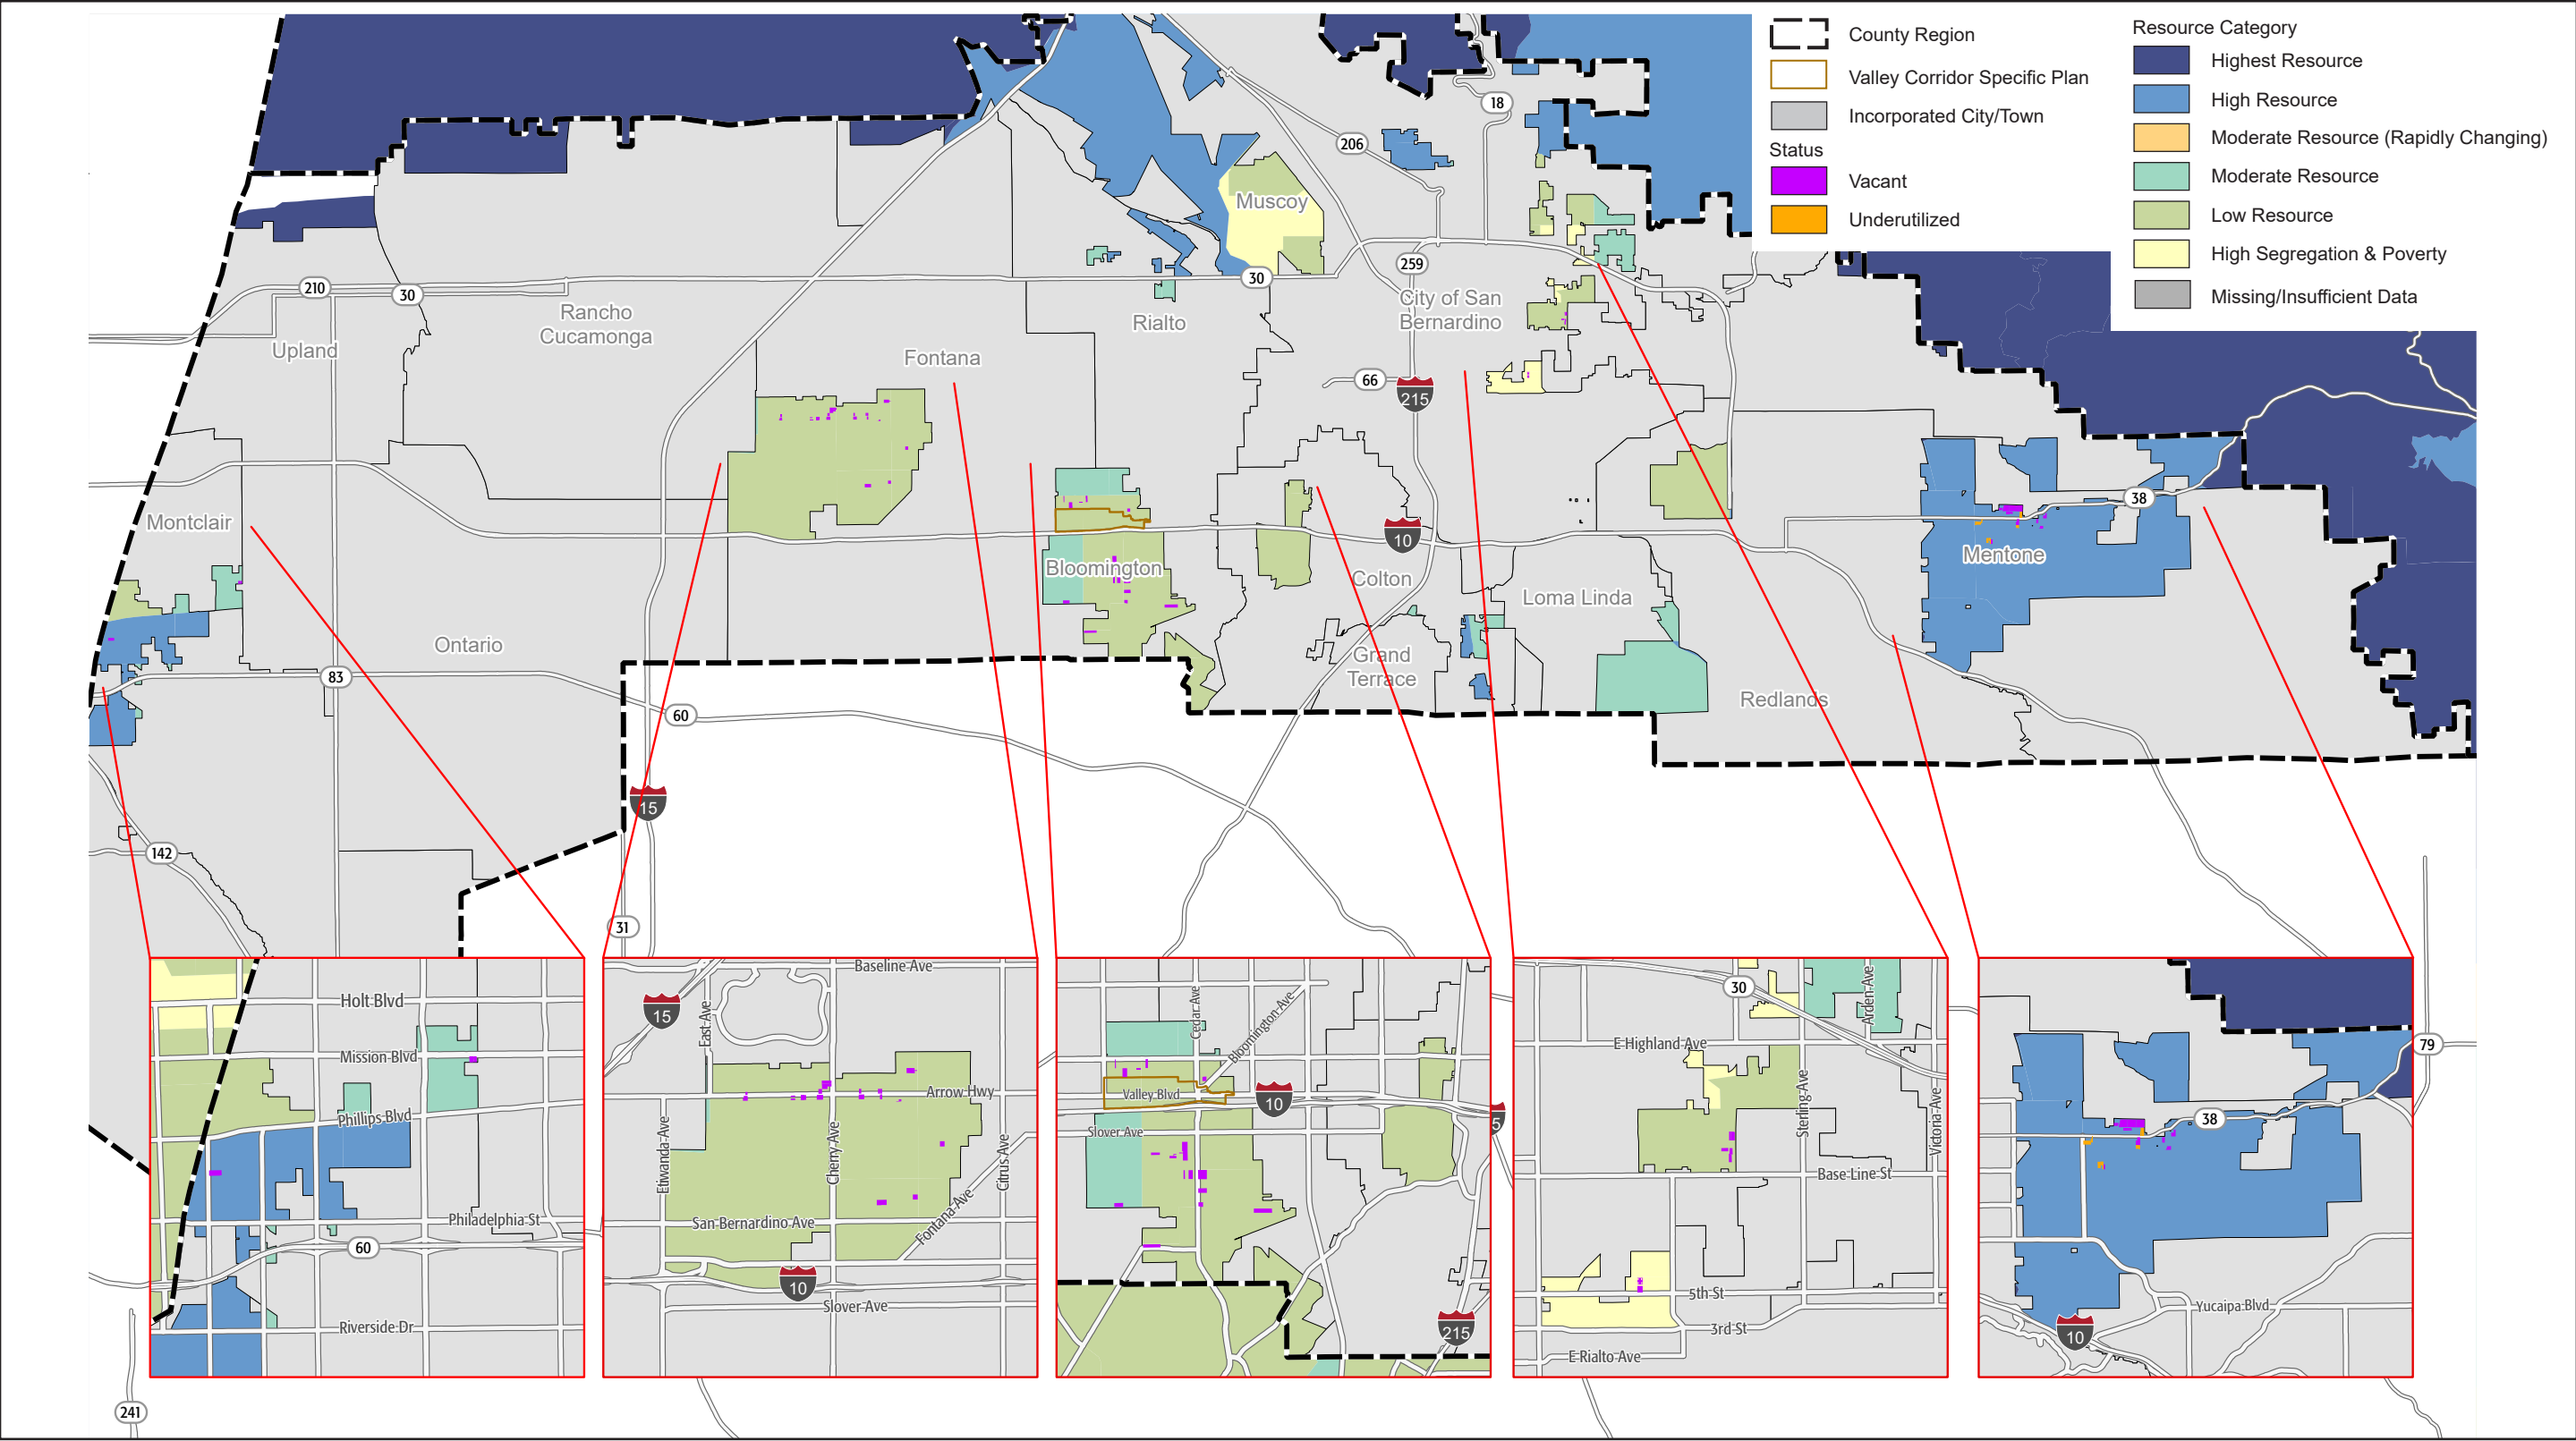 County Region
Valley Corridor Specific Plan
Incorporated City/Town
Status
Vacant
Underutilized
Resource Category
Highest Resource
High Resource
Moderate Resource (Rapidly Changing)
Moderate Resource
Low Resource
High Segregation & Poverty
Missing/Insufficient Data
18
206
Muscoy
259
30
210
30
City of San
Bernardino
Rancho
Cucamonga
Rialto
Upland
Fontana
66
215
Montclair
38
10
Mentone
Bloomington
Colton
Loma Linda
Ontario
Grand
Terrace
83
Redlands
60
15
142
31
241
79
Holt Blvd
Mission Blvd
Phillips Blvd
Philadelphia St
60
Riverside Dr
Baseline Ave
15
East Ave
Arrow Hwy
Etiwanda Ave
Cherry Ave
Citrus Ave
San Bernardino Ave
Fontana Ave
10
Slover Ave
Cedar Ave
Bloomington Ave
Valley Blvd
10
Slover Ave
5
215
30
Arden Ave
E Highland Ave
Sterling Ave
Victoria Ave
Base Line St
5th St
3rd St
E Rialto Ave
38
Yucaipa Blvd
10